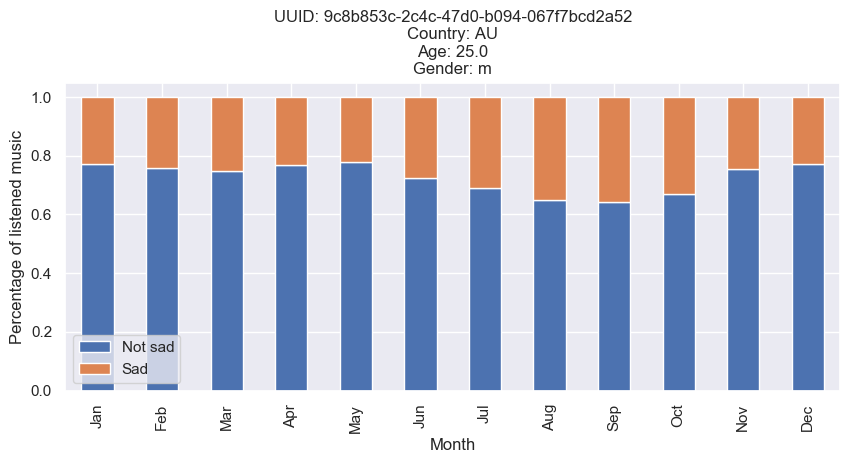 UUID: 9c8b853c-2c4c-47d0-b094-067f7bcd2a52
Country: AU
Age: 25.0
Gender: m
Percentage of listened music
1.0
0.8
0.6
0.4
0.2
0.0
Not sad
Sad
Jan
Feb
Mar
Apr
May
Jun
Jul
Aug
Sep
Oct
Nov
Dec
Month